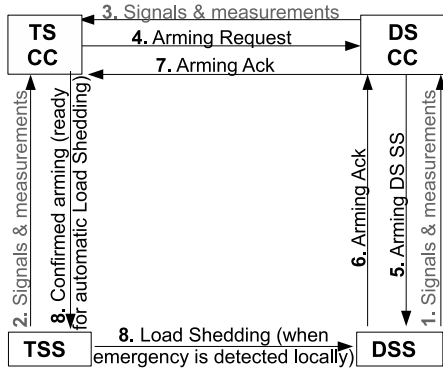 3. Signals & measurements
TS
CC
4. Arming Request
DS
CC
7. Arming Ack
2. Signals & measurements
8. Confirmed arming (ready
for automatic Load Shedding)
6. Arming Ack
5. Arming DS SS
1. Signals & measurements
TSS
8. Load Shedding (when
emergency is detected locally)
DSS